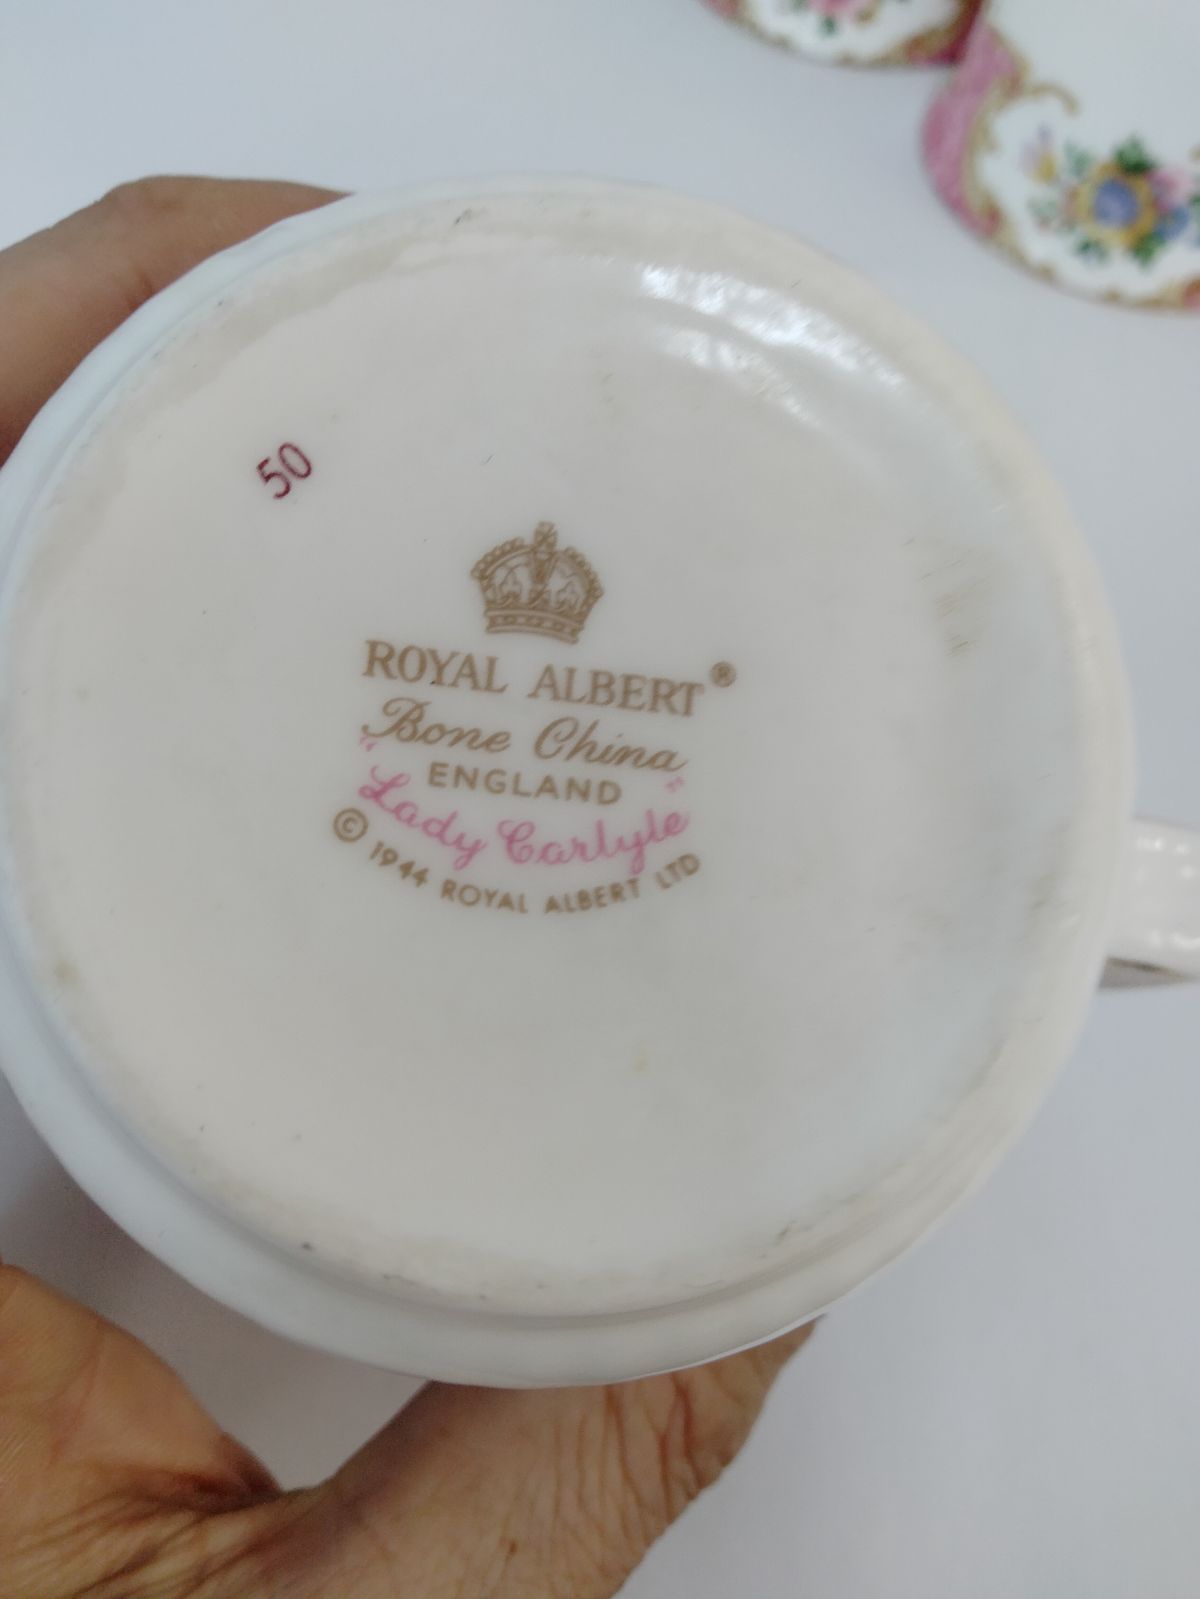 50
ROYAL ALBERT®
Bone China
ENGLAND
"Lady Carlyle"
© 1944 ROYAL ALBERT LTD